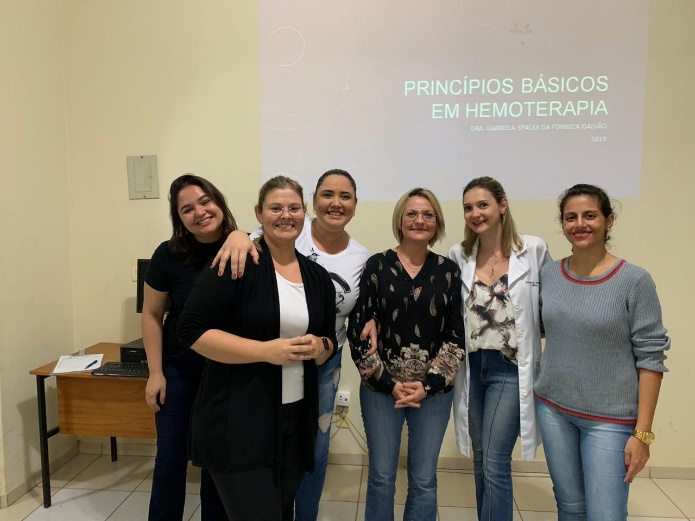 PRINCÍPIOS BÁSICOS
EM HEMOTERAPIA
DRA. GABRIELA SPACEK DA FONSECA GALVÃO
2019